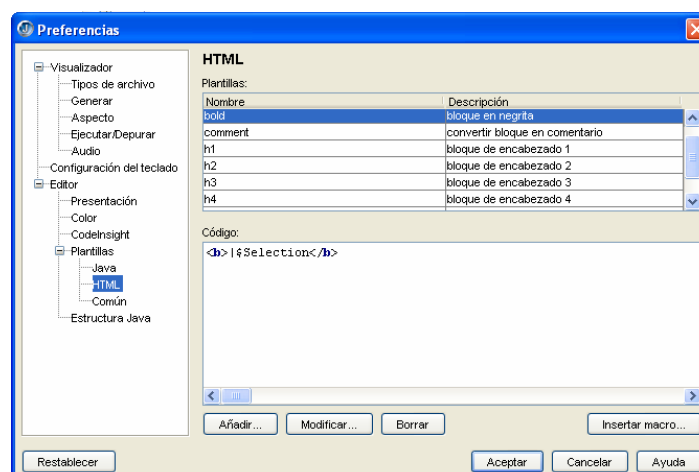 Preferencias
Visualizador
Tipos de archivo
Generar
Aspecto
Ejecutar/Depurar
Audio
Configuración del teclado
Editor
Presentación
Color
CodeInsight
Plantillas
Java
HTML
Común
Estructura Java
HTML
Plantillas:
Nombre Descripción
bold bloque en negrita
comment convertir bloque en comentario
h1 bloque de encabezado 1
h2 bloque de encabezado 2
h3 bloque de encabezado 3
h4 bloque de encabezado 4
Código:
<b>|$Selection</b>
Añadir... Modificar... Borrar Insertar macro...
Restablecer Aceptar Cancelar Ayuda